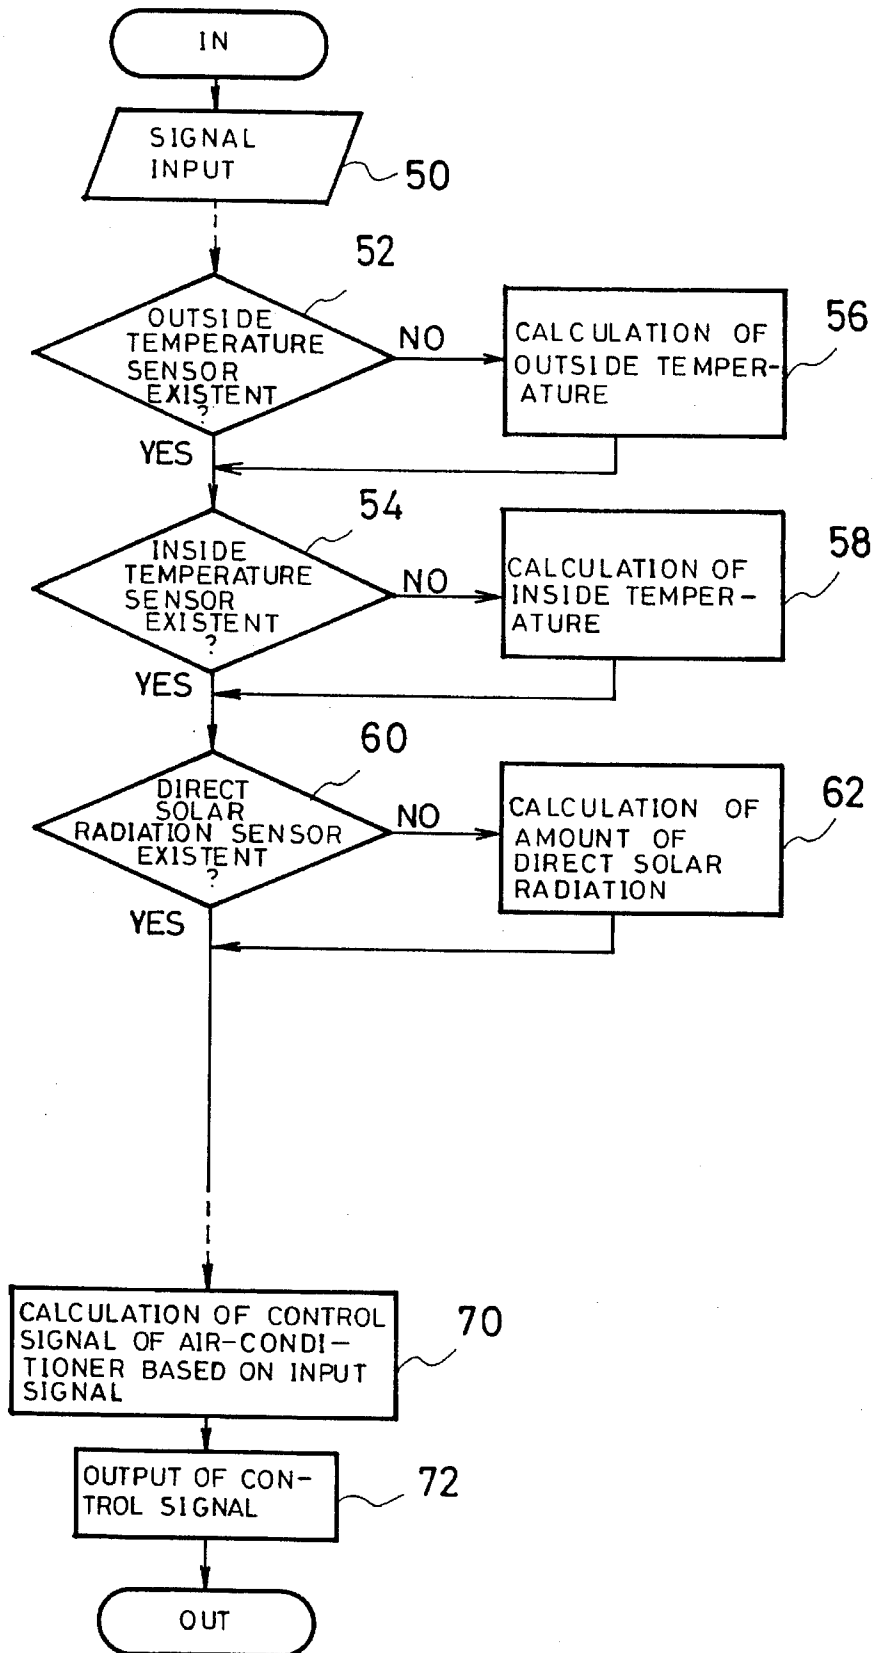 IN
SIGNAL
INPUT
50
52
OUTSIDE
TEMPERATURE
SENSOR
EXISTENT
?
NO
CALCULATION OF
OUTSIDE TEMPER-
ATURE
56
YES
54
INSIDE
TEMPERATURE
SENSOR
EXISTENT
?
NO
CALCULATION OF
INSIDE TEMPER-
ATURE
58
YES
60
DIRECT
SOLAR
RADIATION SENSOR
EXISTENT
?
NO
CALCULATION OF
AMOUNT OF
DIRECT SOLAR
RADIATION
62
YES
CALCULATION OF CONTROL
SIGNAL OF AIR-CONDI-
TIONER BASED ON INPUT
SIGNAL
70
OUTPUT OF CON-
TROL SIGNAL
72
OUT